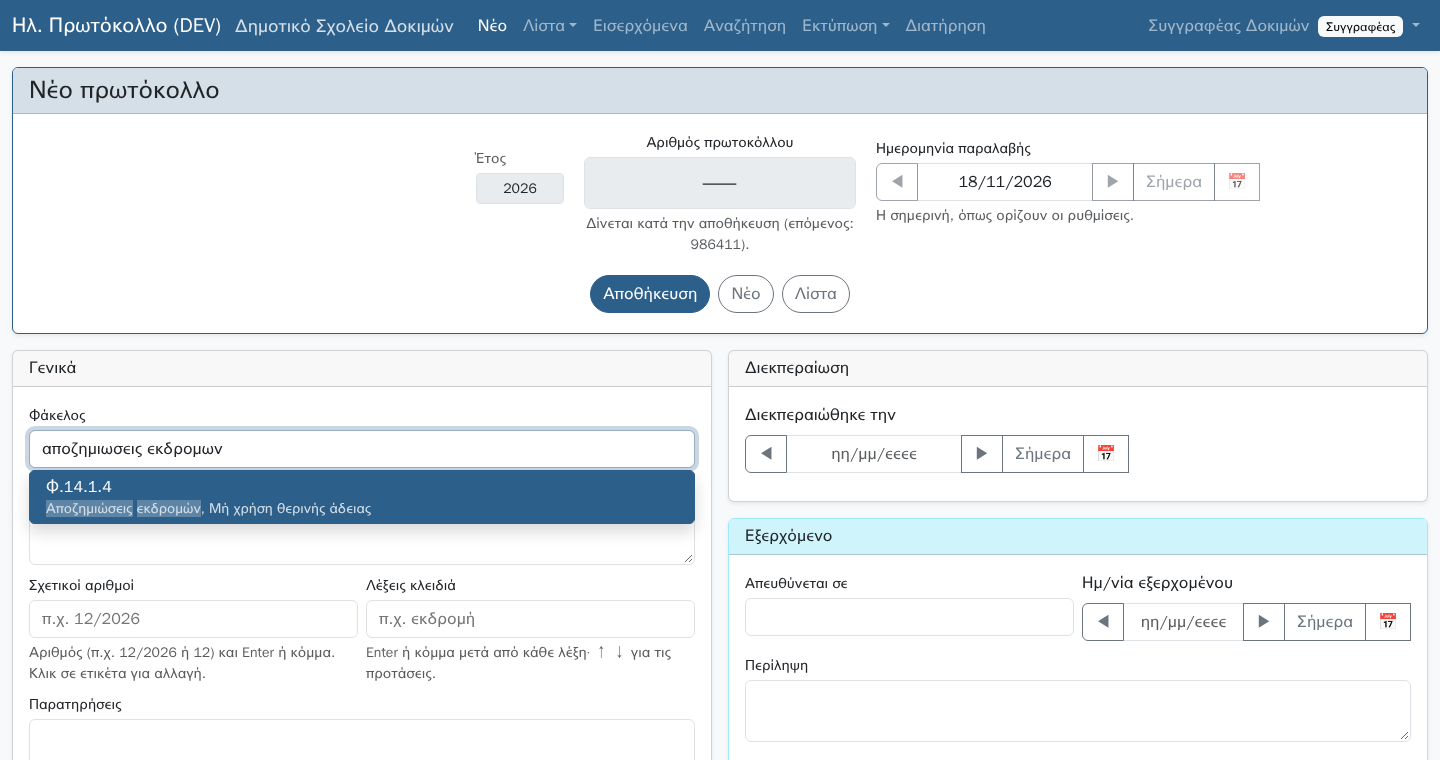 Ηλ. Πρωτόκολλο (DEV) Δημοτικό Σχολείο Δοκιμών Νέο Λίστα Εισερχόμενα Αναζήτηση Εκτύπωση Διατήρηση Συγγραφέας Δοκιμών Συγγραφέας
Νέο πρωτόκολλο
Έτος
2026
Αριθμός πρωτοκόλλου
—
Δίνεται κατά την αποθήκευση (επόμενος: 986411).
Ημερομηνία παραλαβής
◀ 18/11/2026 ▶ Σήμερα 📅
Η σημερινή, όπως ορίζουν οι ρυθμίσεις.
Αποθήκευση Νέο Λίστα
Γενικά
Φάκελος
αποζημιωσεις εκδρομων
Φ.14.1.4
Αποζημιώσεις εκδρομών, Μή χρήση θερινής άδειας
Σχετικοί αριθμοί
π.χ. 12/2026
Αριθμός (π.χ. 12/2026 ή 12) και Enter ή κόμμα.
Κλικ σε ετικέτα για αλλαγή.
Λέξεις κλειδιά
π.χ. εκδρομή
Enter ή κόμμα μετά από κάθε λέξη· ↑ ↓ για τις
προτάσεις.
Παρατηρήσεις
Διεκπεραίωση
Διεκπεραιώθηκε την
◀ ηη/μμ/εεεε ▶ Σήμερα 📅
Εξερχόμενο
Απευθύνεται σε
Ημ/νία εξερχομένου
◀ ηη/μμ/εεεε ▶ Σήμερα 📅
Περίληψη